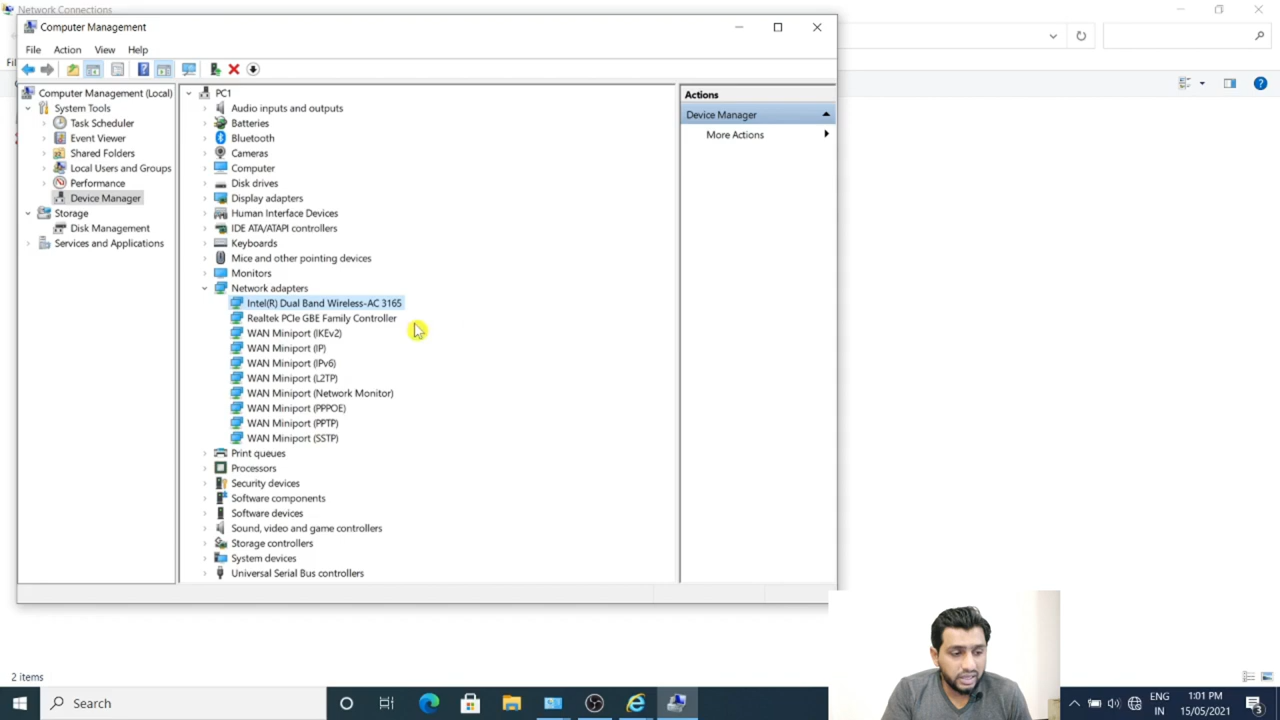 Network Connections
Computer Management
File
Action
View
Help
Computer Management (Local)
System Tools
Task Scheduler
Event Viewer
Shared Folders
Local Users and Groups
Performance
Device Manager
Storage
Disk Management
Services and Applications
PC1
Audio inputs and outputs
Batteries
Bluetooth
Cameras
Computer
Disk drives
Display adapters
Human Interface Devices
IDE ATA/ATAPI controllers
Keyboards
Mice and other pointing devices
Monitors
Network adapters
Intel(R) Dual Band Wireless-AC 3165
Realtek PCIe GBE Family Controller
WAN Miniport (IKEv2)
WAN Miniport (IP)
WAN Miniport (IPv6)
WAN Miniport (L2TP)
WAN Miniport (Network Monitor)
WAN Miniport (PPPOE)
WAN Miniport (PPTP)
WAN Miniport (SSTP)
Print queues
Processors
Security devices
Software components
Software devices
Sound, video and game controllers
Storage controllers
System devices
Universal Serial Bus controllers
Actions
Device Manager
More Actions
2 items
Search
ENG
IN
1:01 PM
15/05/2021
3